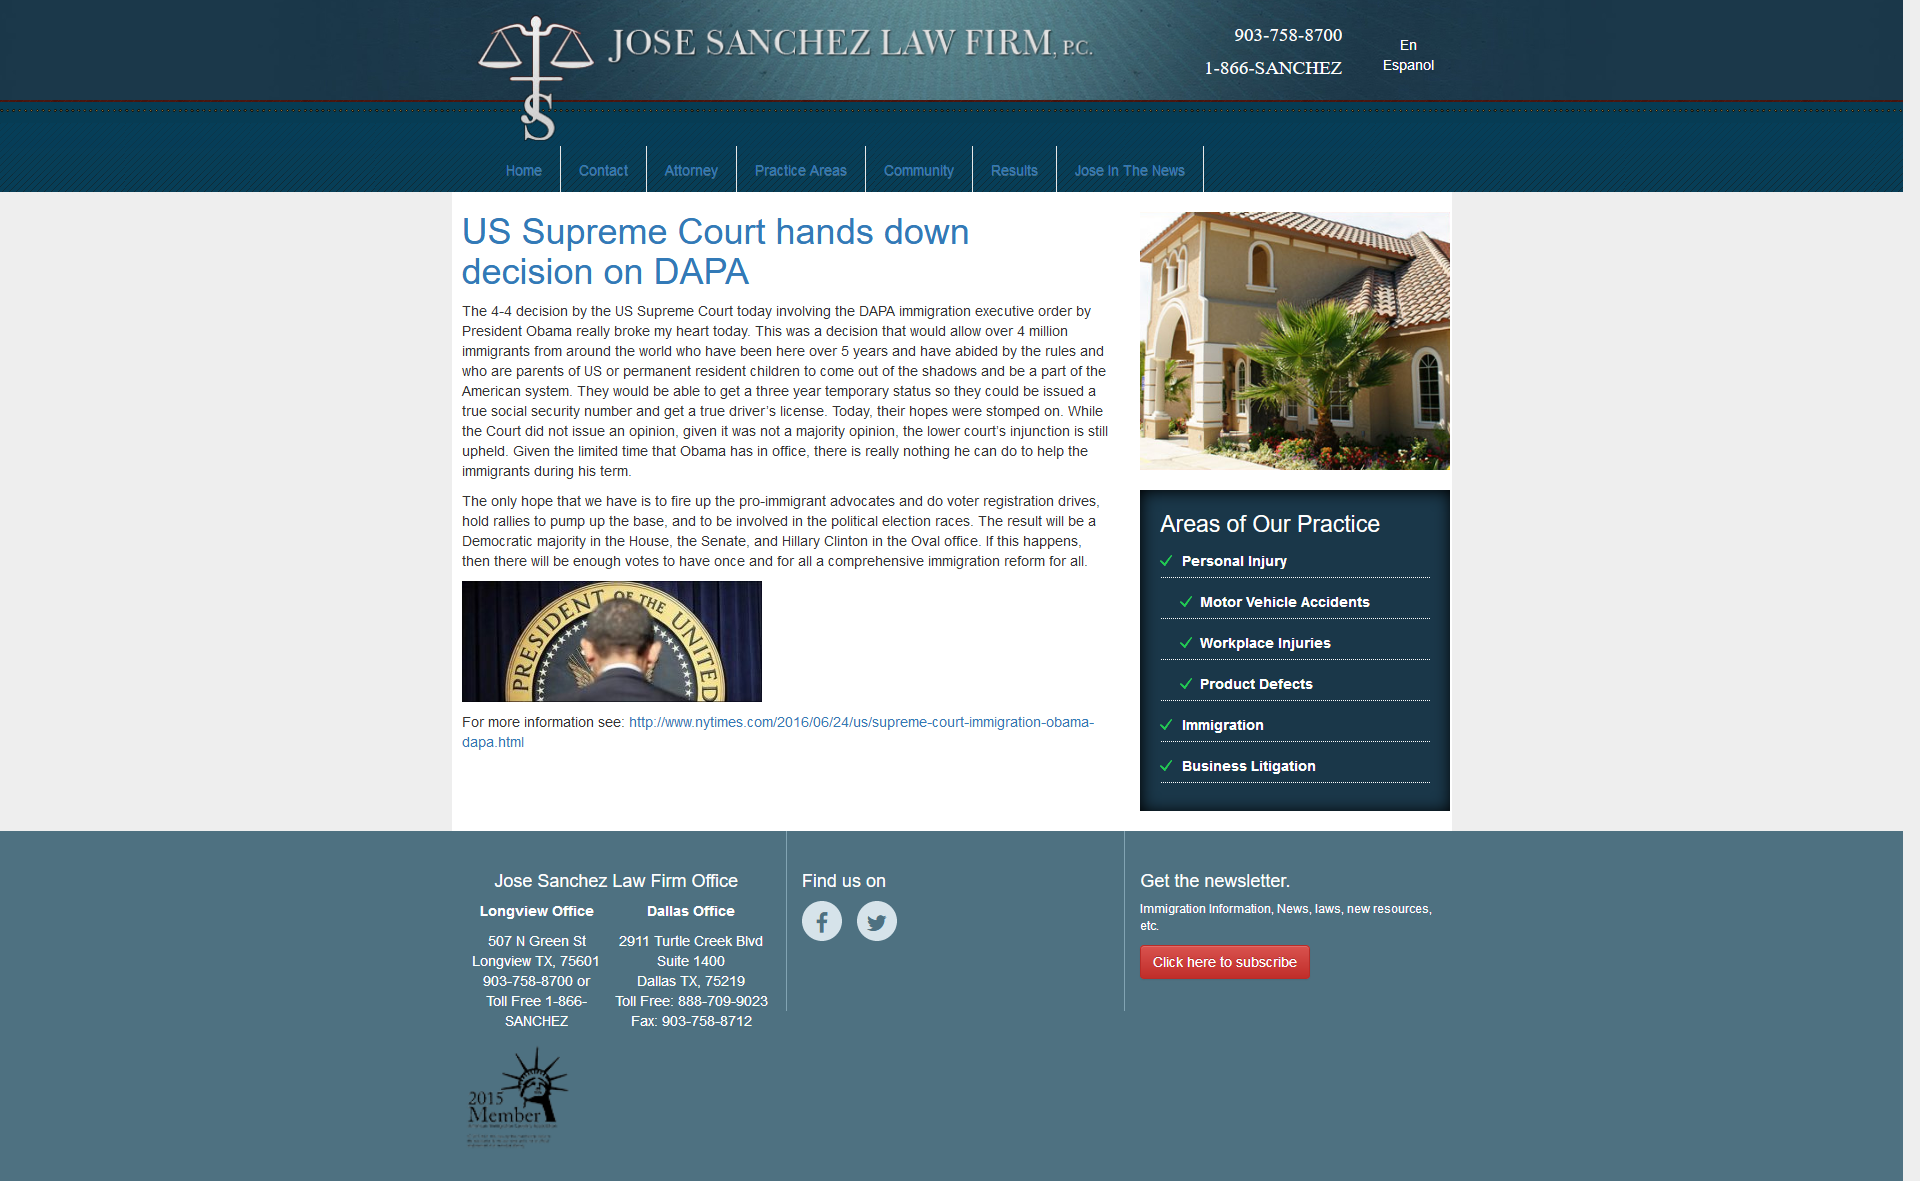 JOSE SANCHEZ LAW FIRM, P.C.
903-758-8700
1-866-SANCHEZ
En
Espanol
JS
Home
Contact
Attorney
Practice Areas
Community
Results
Jose In The News
US Supreme Court hands down
decision on DAPA
The 4-4 decision by the US Supreme Court today involving the DAPA immigration executive order by
President Obama really broke my heart today. This was a decision that would allow over 4 million
immigrants from around the world who have been here over 5 years and have abided by the rules and
who are parents of US or permanent resident children to come out of the shadows and be a part of the
American system. They would be able to get a three year temporary status so they could be issued a
true social security number and get a true driver’s license. Today, their hopes were stomped on. While
the Court did not issue an opinion, given it was not a majority opinion, the lower court’s injunction is still
upheld. Given the limited time that Obama has in office, there is really nothing he can do to help the
immigrants during his term.
The only hope that we have is to fire up the pro-immigrant advocates and do voter registration drives,
hold rallies to pump up the base, and to be involved in the political election races. The result will be a
Democratic majority in the House, the Senate, and Hillary Clinton in the Oval office. If this happens,
then there will be enough votes to have once and for all a comprehensive immigration reform for all.
PRESIDENT OF THE UNITED
For more information see: http://www.nytimes.com/2016/06/24/us/supreme-court-immigration-obama-
dapa.html
Areas of Our Practice
Personal Injury
Motor Vehicle Accidents
Workplace Injuries
Product Defects
Immigration
Business Litigation
Jose Sanchez Law Firm Office
Longview Office
507 N Green St
Longview TX, 75601
903-758-8700 or
Toll Free 1-866-
SANCHEZ
Dallas Office
2911 Turtle Creek Blvd
Suite 1400
Dallas TX, 75219
Toll Free: 888-709-9023
Fax: 903-758-8712
2015
Member
Find us on
Get the newsletter.
Immigration Information, News, laws, new resources,
etc.
Click here to subscribe